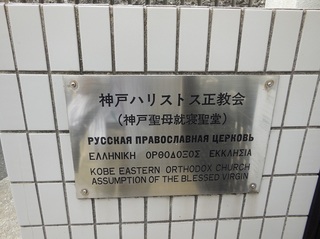 神戸ハリストス正教会
(神戸聖母就寝聖堂)
РУССКАЯ ПРАВОСЛАВНАЯ ЦЕРКОВЬ
ΕΛΛΗΝΙΚΗ ΟΡΘΟΔΟΞΟΣ ΕΚΚΛΗΣΙΑ
KOBE EASTERN ORTHODOX CHURCH
ASSUMPTION OF THE BLESSED VIRGIN